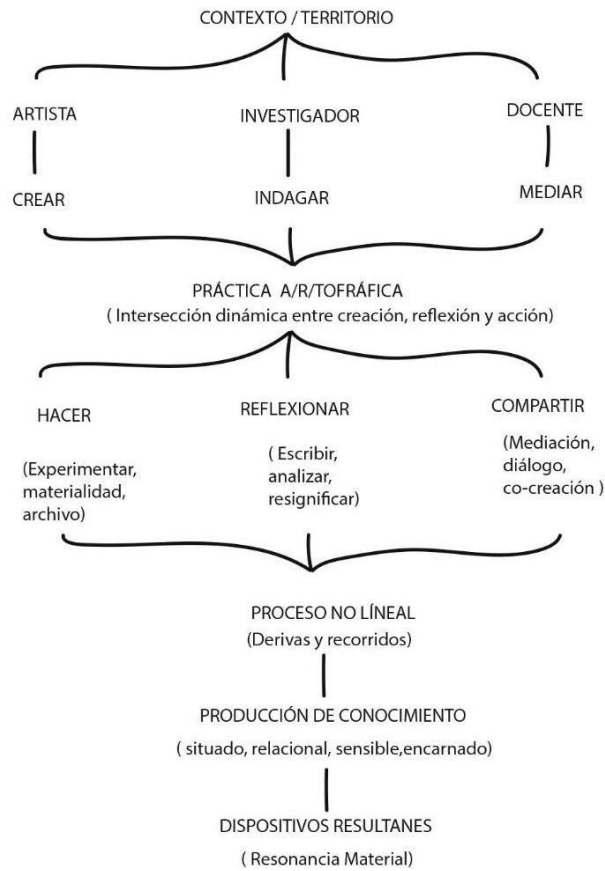 CONTEXTO / TERRITORIO
ARTISTA
INVESTIGADOR
DOCENTE
CREAR
INDAGAR
MEDIAR
PRÁCTICA A/R/TOFRÁFICA
( Intersección dinámica entre creación, reflexión y acción)
HACER
REFLEXIONAR
COMPARTIR
(Experimentar,
materialidad,
archivo)
( Escribir,
analizar,
resignificar)
(Mediación,
diálogo,
co-creación )
PROCESO NO LÍNEAL
(Derivas y recorridos)
PRODUCCIÓN DE CONOCIMIENTO
( situado, relacional, sensible,encarnado)
DISPOSITIVOS RESULTANES
( Resonancia Material)